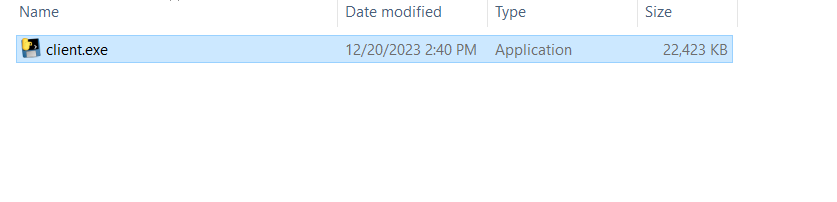 Name Date modified Type Size
client.exe 12/20/2023 2:40 PM Application 22,423 KB